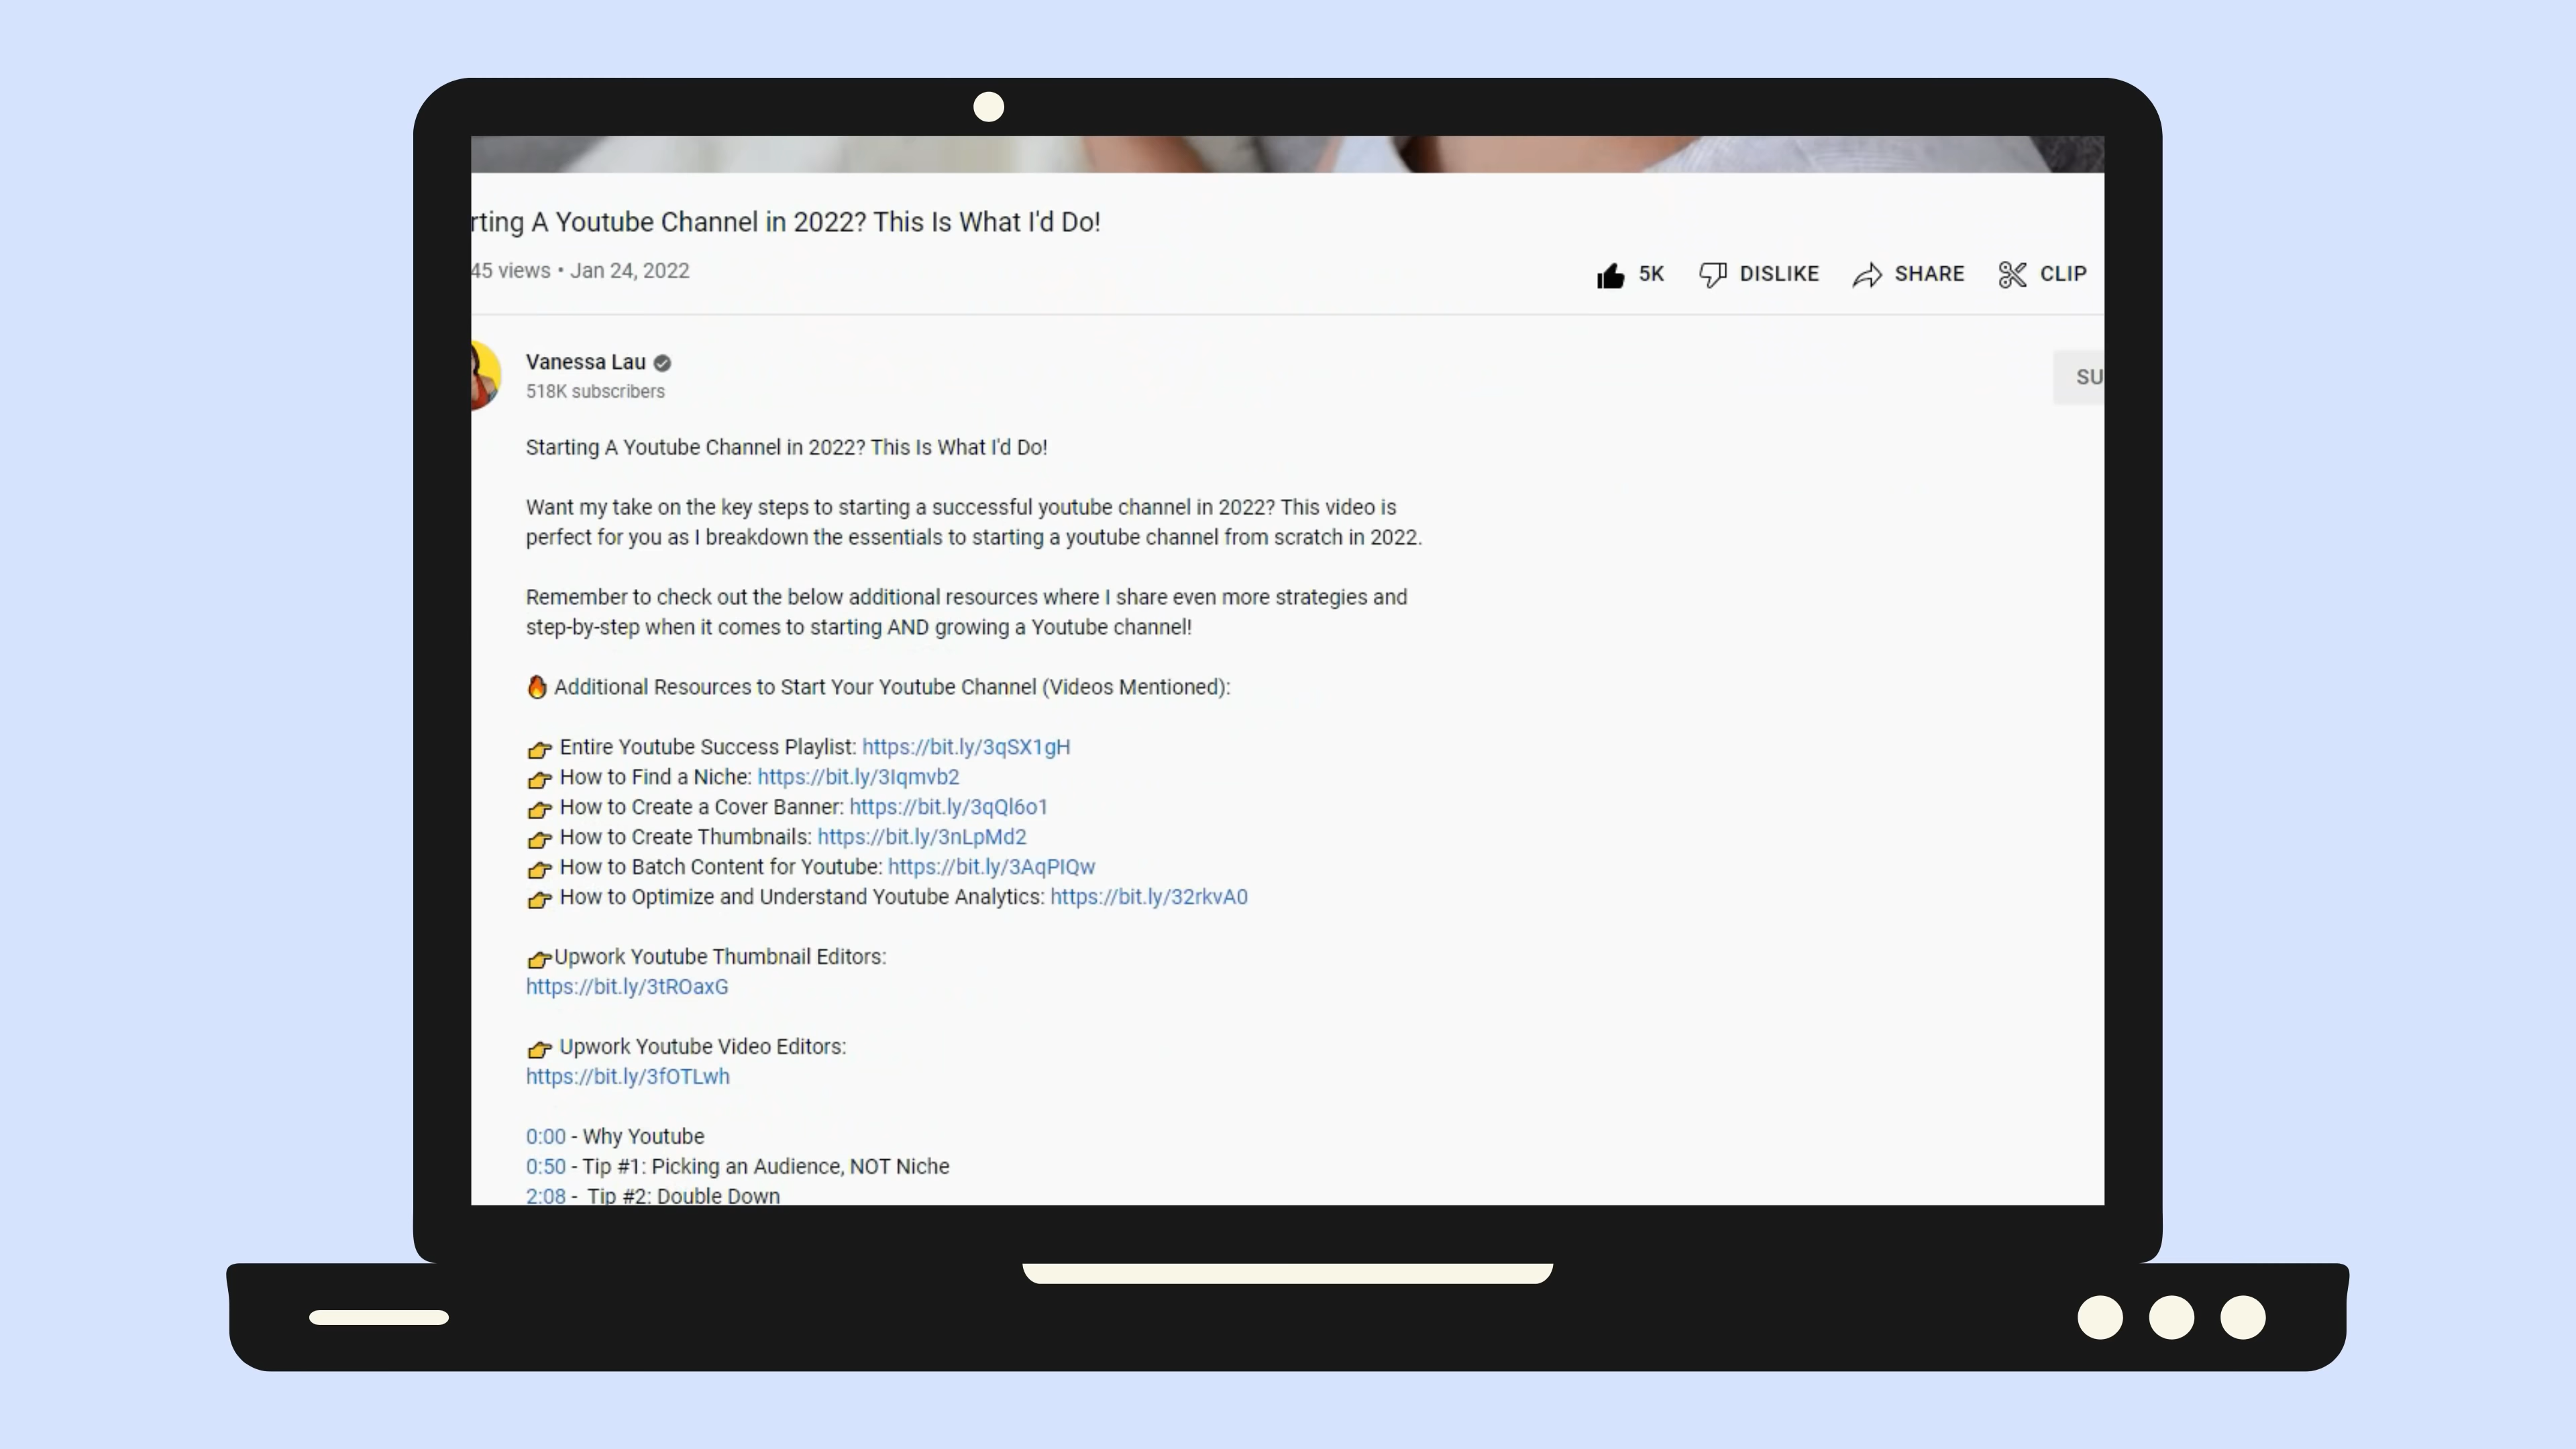 rting A Youtube Channel in 2022? This Is What I'd Do!
45 views • Jan 24, 2022
5K DISLIKE SHARE CLIP
Vanessa Lau
518K subscribers
SU
Starting A Youtube Channel in 2022? This Is What I'd Do!
Want my take on the key steps to starting a successful youtube channel in 2022? This video is
perfect for you as I breakdown the essentials to starting a youtube channel from scratch in 2022.
Remember to check out the below additional resources where I share even more strategies and
step-by-step when it comes to starting AND growing a Youtube channel!
🔥 Additional Resources to Start Your Youtube Channel (Videos Mentioned):
👉 Entire Youtube Success Playlist: https://bit.ly/3qSX1gH
👉 How to Find a Niche: https://bit.ly/3Iqmvb2
👉 How to Create a Cover Banner: https://bit.ly/3qQl6o1
👉 How to Create Thumbnails: https://bit.ly/3nLpMd2
👉 How to Batch Content for Youtube: https://bit.ly/3AqPIQw
👉 How to Optimize and Understand Youtube Analytics: https://bit.ly/32rkvA0
👉Upwork Youtube Thumbnail Editors:
https://bit.ly/3tROaxG
👉 Upwork Youtube Video Editors:
https://bit.ly/3fOTLwh
0:00 - Why Youtube
0:50 - Tip #1: Picking an Audience, NOT Niche
2:08 - Tip #2: Double Down